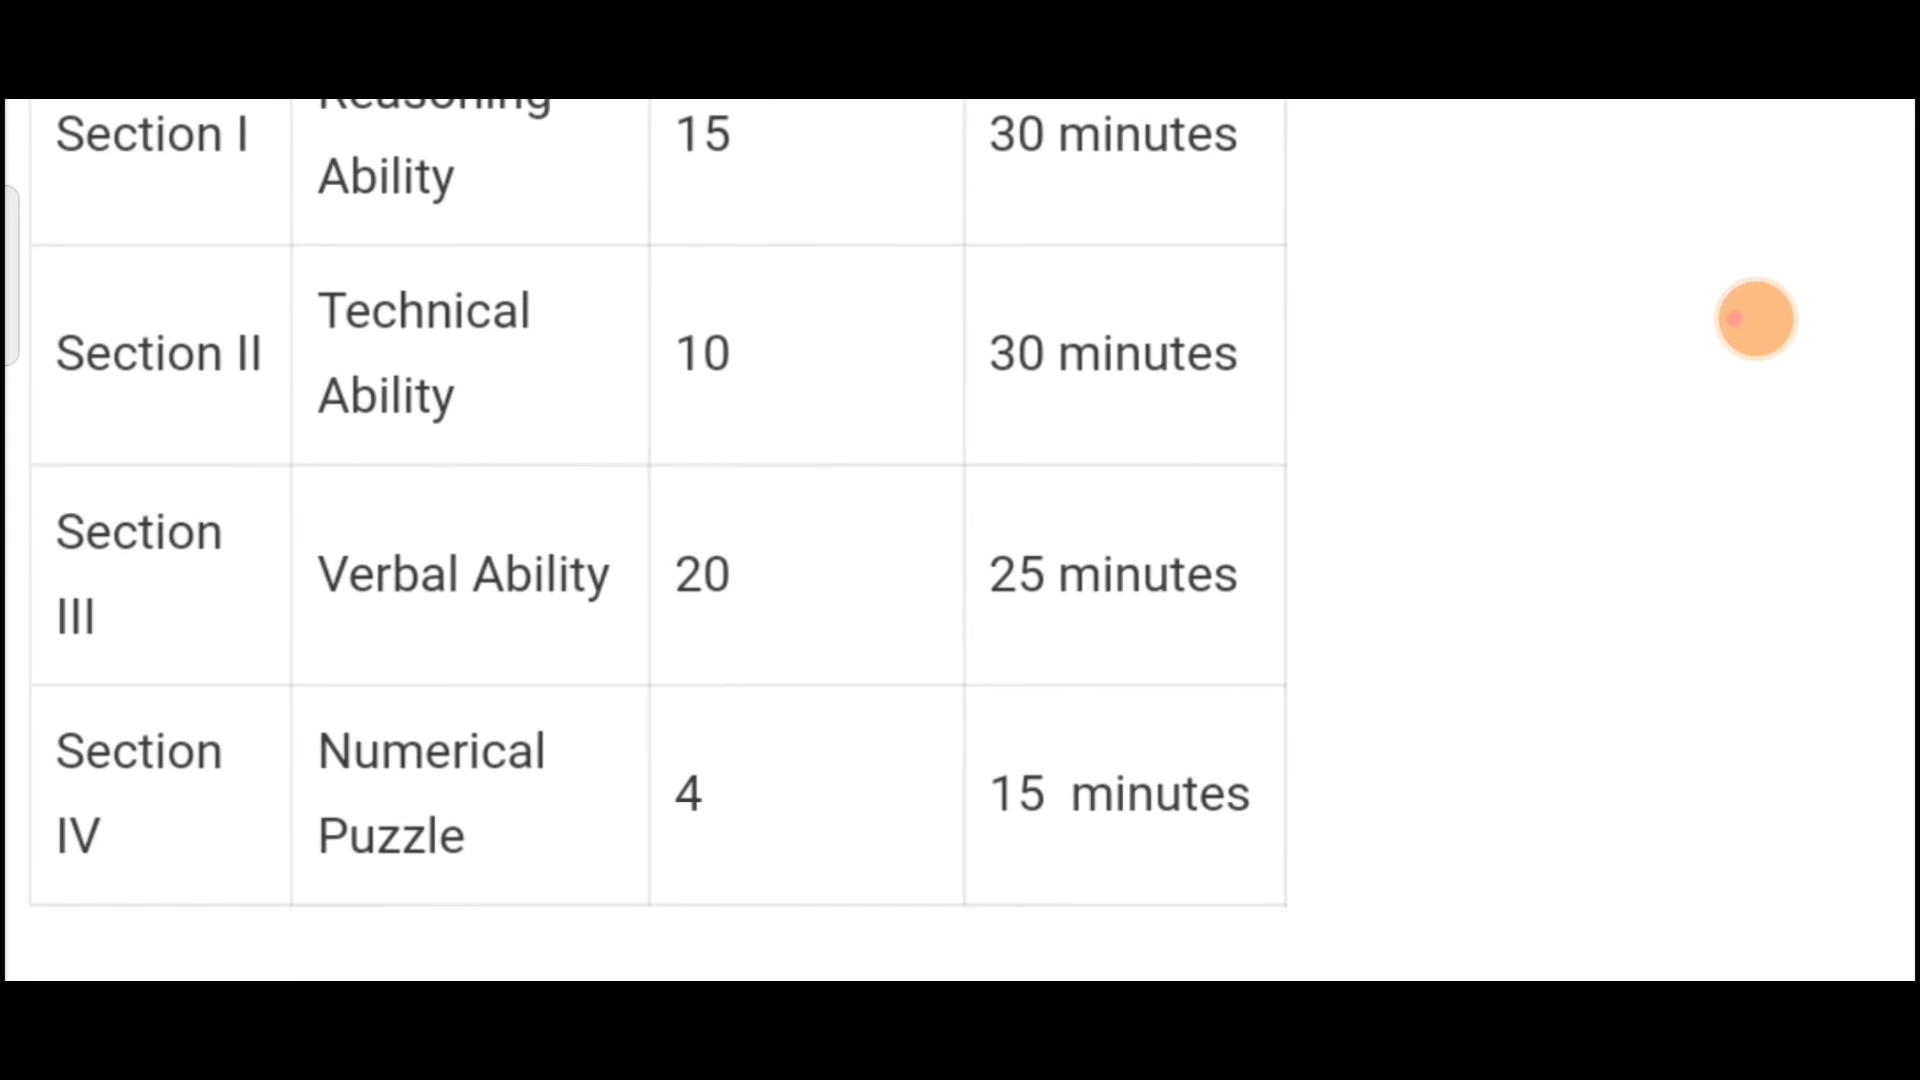 Section I
Reasoning
Ability
15
30 minutes
Section II
Technical
Ability
10
30 minutes
Section
III
Verbal Ability
20
25 minutes
Section
IV
Numerical
Puzzle
4
15 minutes